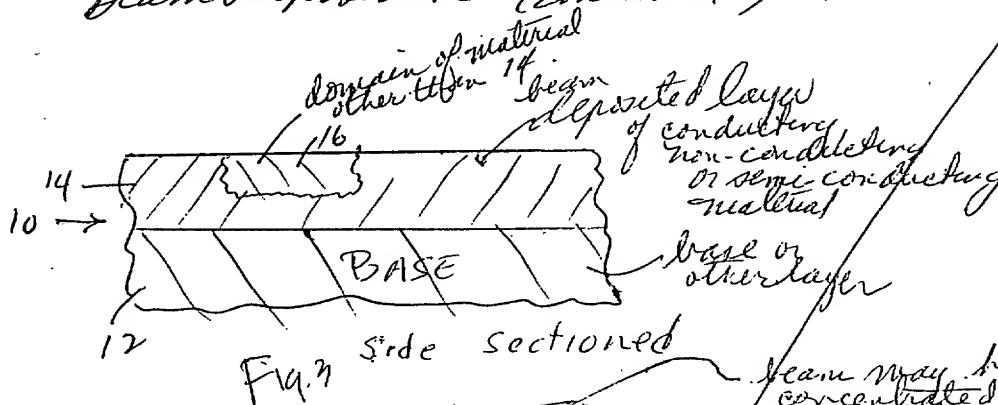 domain of material
other than 14
16
beam
deposited layer
of conducting
non-conducting
or semi-conducting
material
14
10
BASE
base or
other layer
12
side sectioned
Fig. 3
beam may
concentrated